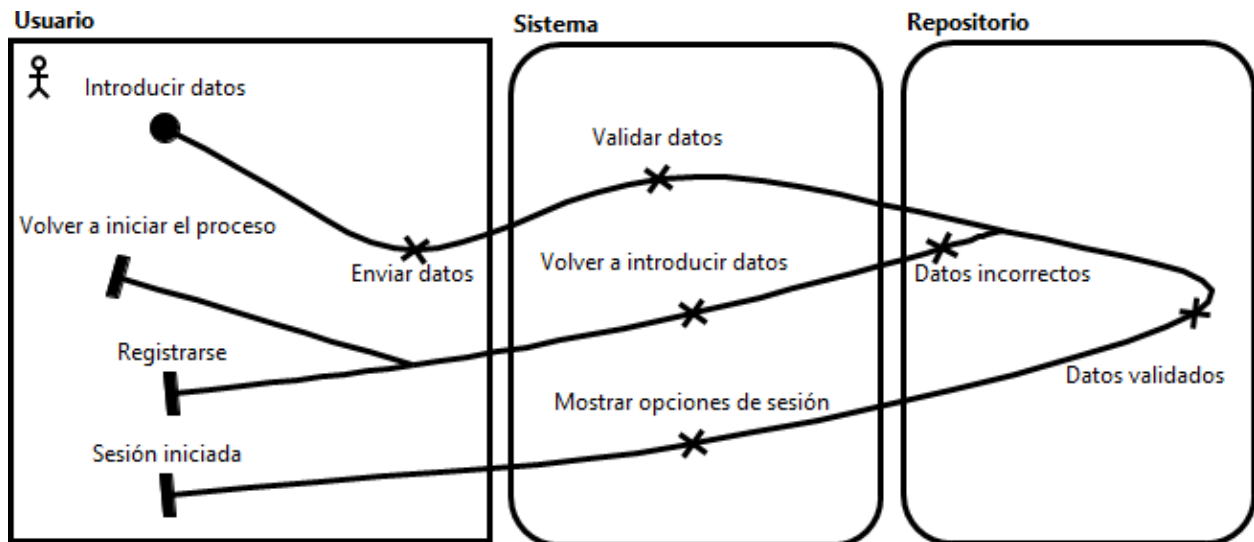 Usuario
Sistema
Repositorio
Introducir datos
Validar datos
Volver a iniciar el proceso
Enviar datos
Volver a introducir datos
Datos incorrectos
Registrarse
Datos validados
Mostrar opciones de sesión
Sesión iniciada